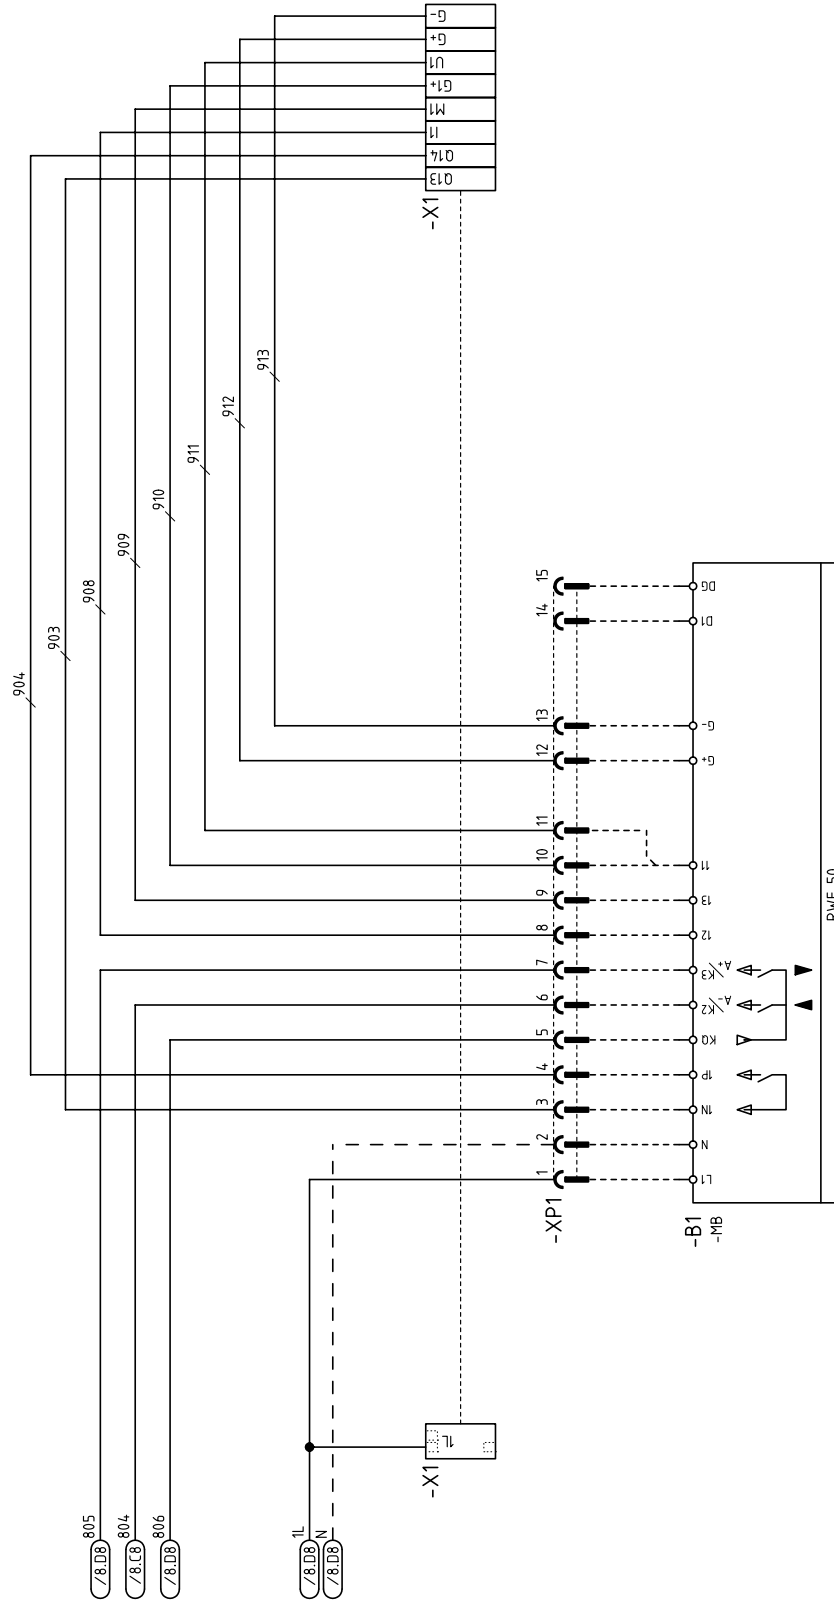 G-
G+
U1
G1+
M1
I1
Q14
Q13
-X1
913
912
911
910
909
908
903
904
15
14
13
12
11
10
9
8
7
6
5
4
3
2
1
-XP1
DG
D1
G-
G+
11
13
12
K3
A+
K2
A-
KQ
1P
1N
N
L1
-B1
-MB
RWF 50
1L
-X1
805
/8.D8
804
/8.C8
806
/8.D8
1L
/8.D8
N
/8.D8